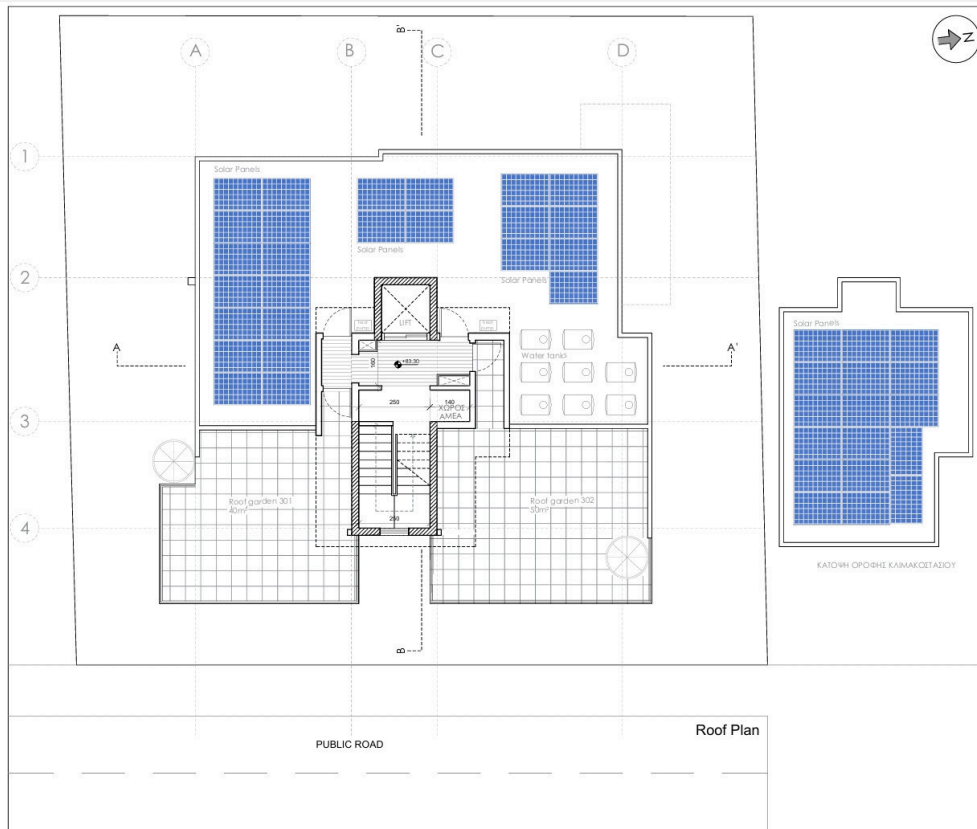 B'
N
A
B
C
D
1
Solar Panels
Solar Panels
2
Solar Panels
Solar Panels
LIFT
A
+83.30
160
Water tanks
A'
3
250
140
ΧΩΡΟΣ
ΑΜΕΑ
Roof garden 301
40m²
Roof garden 302
50m²
4
250
ΚΑΤΟΨΗ ΟΡΟΦΗΣ ΚΛΙΜΑΚΟΣΤΑΣΙΟΥ
B
Roof Plan
PUBLIC ROAD